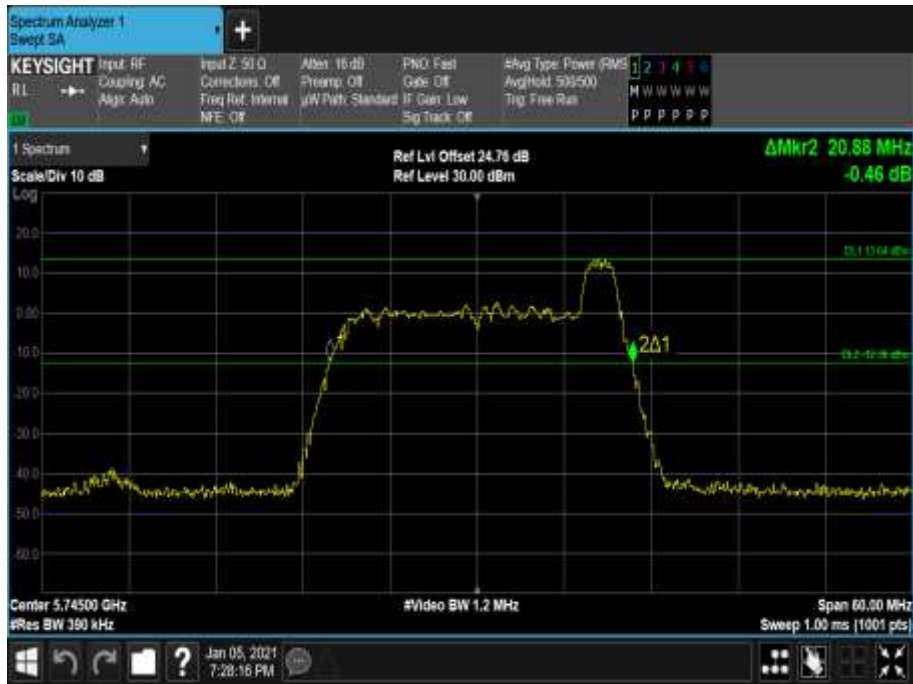 Spectrum Analyzer 1
Swept SA
+
KEYSIGHT Input: RF Input Z: 50 Ω Atten: 16 dB PNO: Fast #Avg Type: Power (RMS 1 2 3 4 5 6
RL Coupling: AC Corrections: Off Preamp: Off Gate: Off Avg|Hold: 500/500 M W W W W W
Align: Auto Freq Ref: Internal µW Path: Standard IF Gain: Low Trig: Free Run
NFE: Off Sig Track: Off P P P P P P
1 Spectrum Ref Lvl Offset 24.76 dB ΔMkr2 20.88 MHz
Scale/Div 10 dB Ref Level 30.00 dBm -0.46 dB
Log
20.0
DL1 13.64 dBm
10.0
0.00
2Δ1
-10.0
-20.0
-30.0
-40.0
-50.0
-60.0
Center 5.74500 GHz #Video BW 1.2 MHz Span 60.00 MHz
#Res BW 390 kHz Sweep 1.00 ms (1001 pts)
? Jan 05, 2021
7:28:16 PM